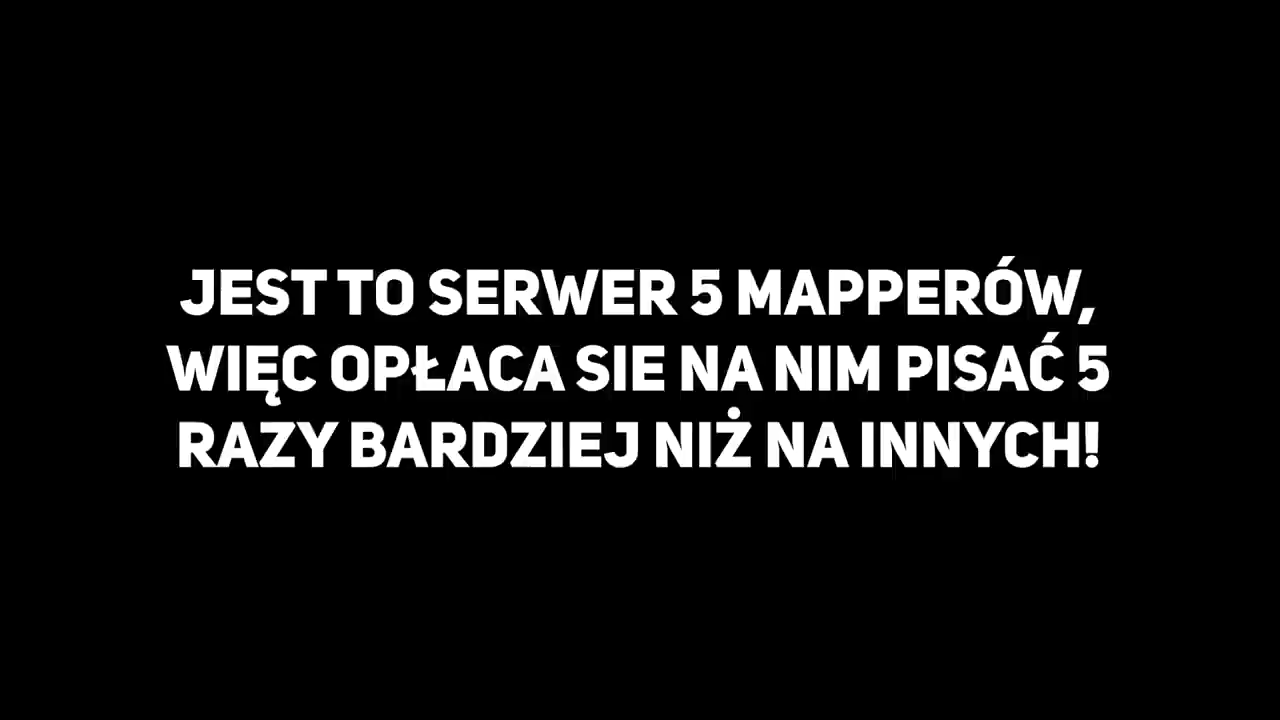 JEST TO SERWER 5 MAPPERÓW,
WIĘC OPŁACA SIE NA NIM PISAĆ 5
RAZY BARDZIEJ NIŻ NA INNYCH!